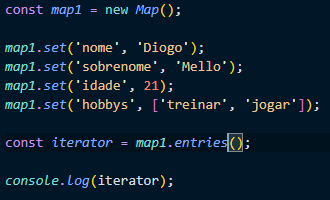 const map1 = new Map();
map1.set('nome', 'Diogo');
map1.set('sobrenome', 'Mello');
map1.set('idade', 21);
map1.set('hobbys', ['treinar', 'jogar']);
const iterator = map1.entries();
console.log(iterator);